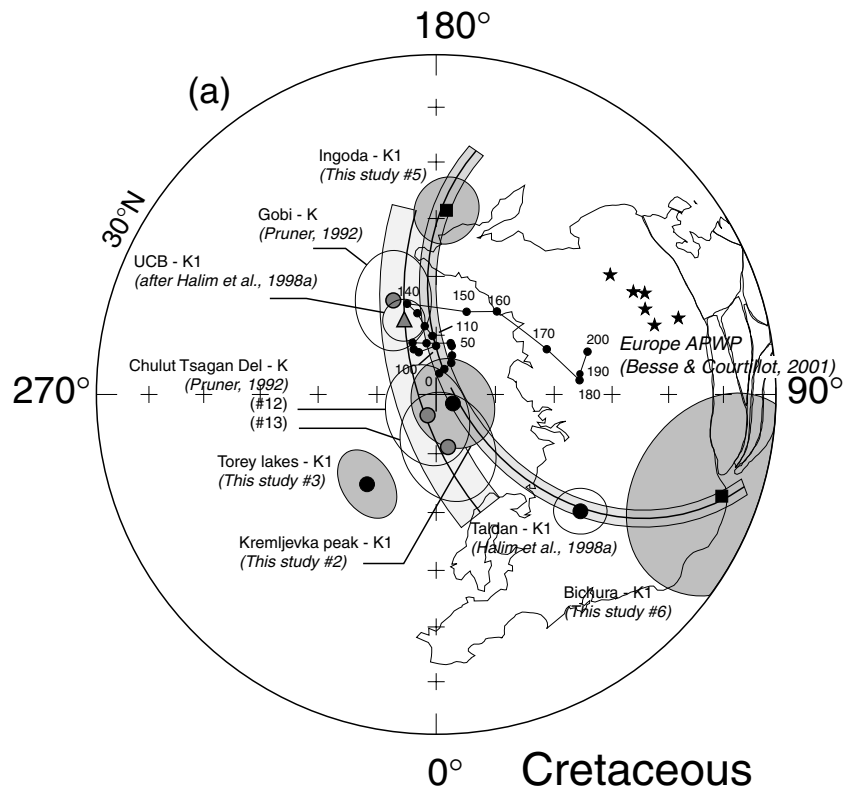 180°
(a)
Ingoda - K1
(This study #5)
30°N
Gobi - K
(Pruner, 1992)
UCB - K1
(after Halim et al., 1998a)
140
150
160
110
50
170
200
Europe APWP
(Besse & Courtillot, 2001)
190
180
100
0
Chulut Tsagan Del - K
(Pruner, 1992)
(#12)
(#13)
270°
90°
Torey lakes - K1
(This study #3)
Kremljevka peak - K1
(This study #2)
Taldan - K1
(Halim et al., 1998a)
Bichura - K1
(This study #6)
0°
Cretaceous